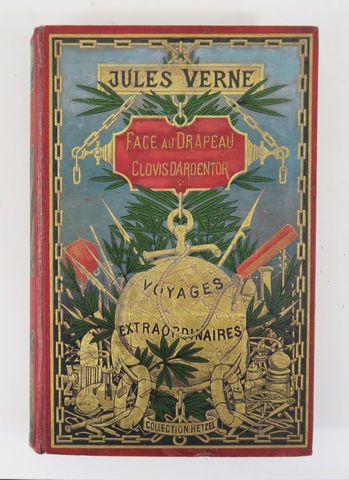 JULES VERNE
FACE AU DRAPEAU
CLOVIS DARDENTOR
VOYAGES
EXTRAORDINAIRES
COLLECTION HETZEL